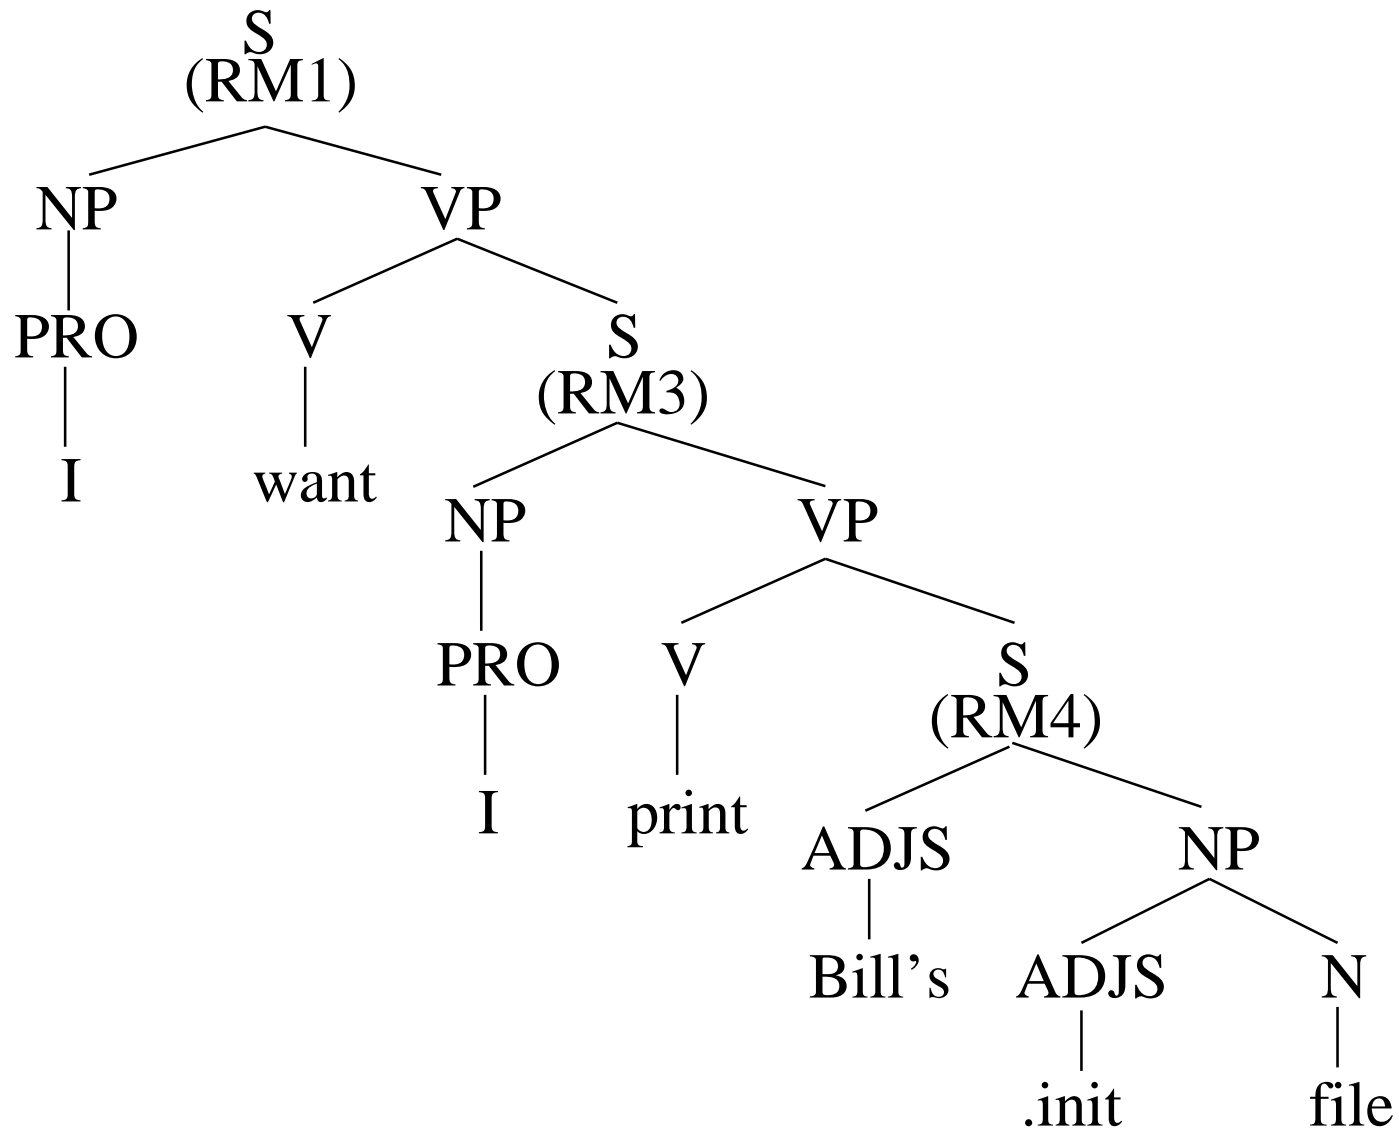 S
(RM1)
NP VP
PRO V S
(RM3)
I want
NP VP
PRO V S
(RM4)
I print
ADJS NP
Bill's ADJS N
.init file